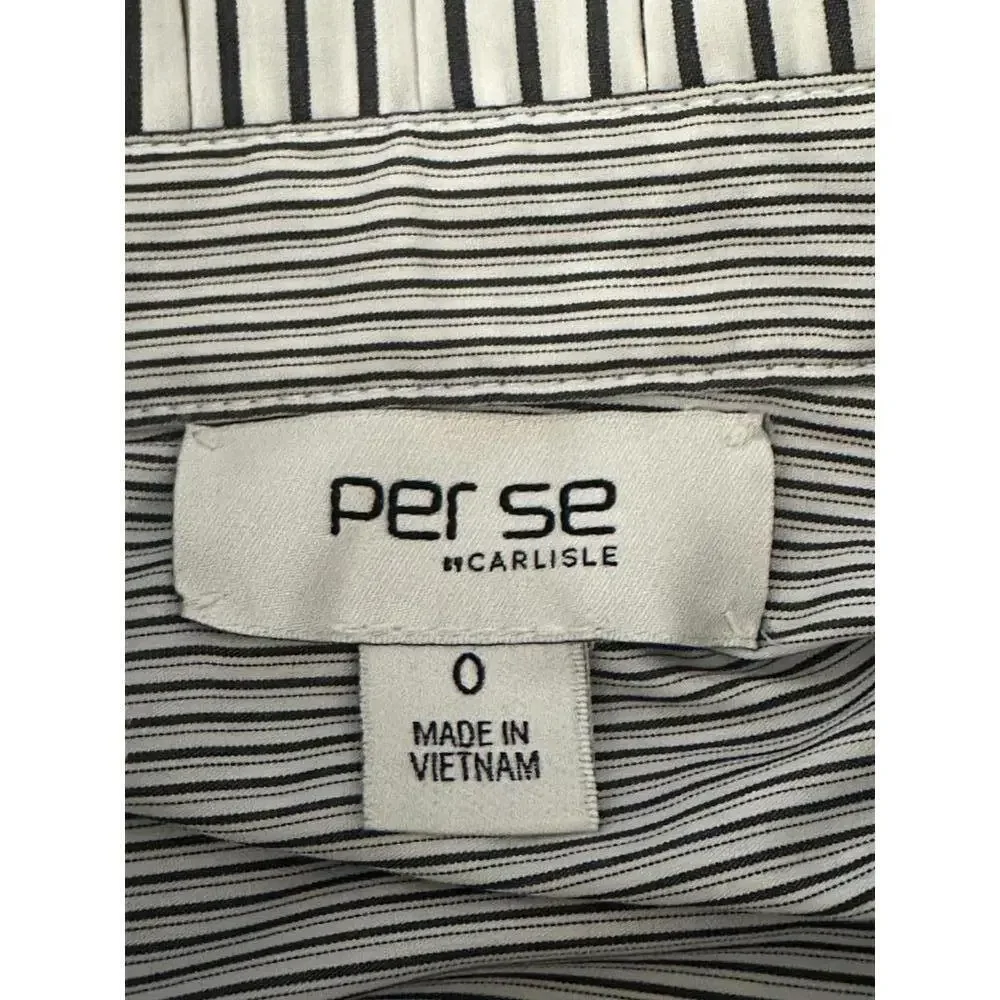 per se
BY CARLISLE
0
MADE IN
VIETNAM